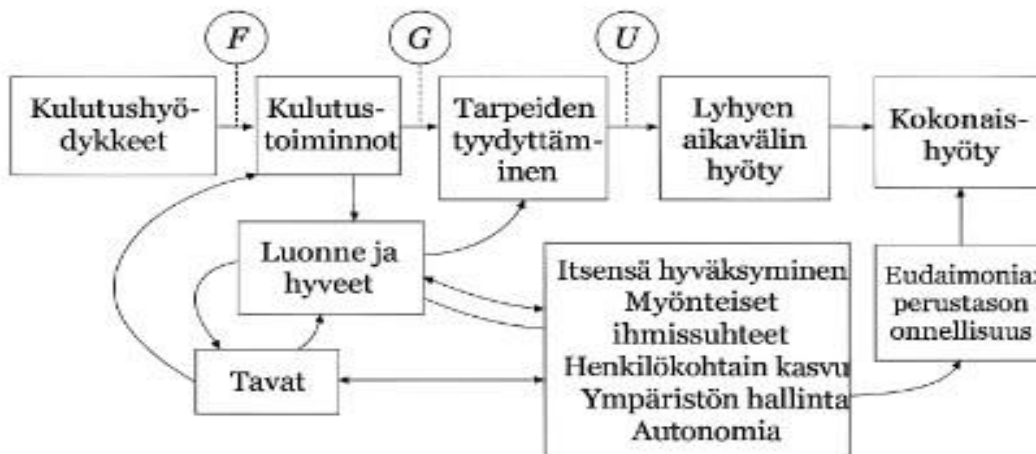 F
G
U
Kulutushyö-
dykkeet
Kulutus-
toiminnot
Tarpeiden
tyydyttäm-
inen
Lyhyen
aikavälin
hyöty
Kokonais-
hyöty
Luonne ja
hyveet
Tavat
Itsensä hyväksyminen
Myönteiset
ihmissuhteet
Henkilökohtain kasvu
Ympäristön hallinta
Autonomia
Eudaimonia:
perustason
onnellisuus